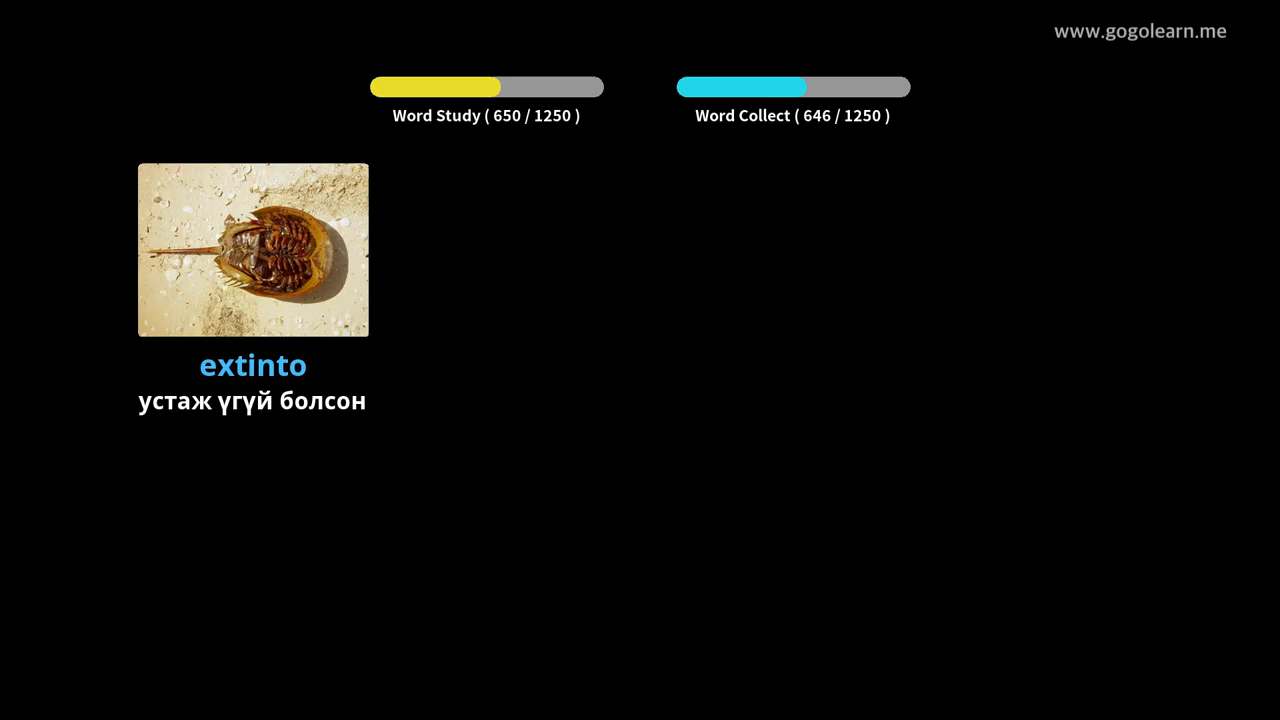 www.gogolearn.me
Word Study ( 650 / 1250 )
Word Collect ( 646 / 1250 )
extinto
устаж үгүй болсон